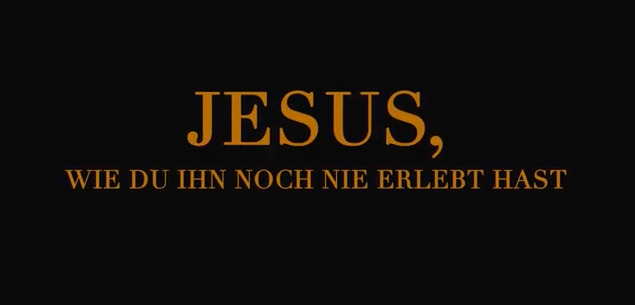 JESUS,
WIE DU IHN NOCH NIE ERLEBT HAST